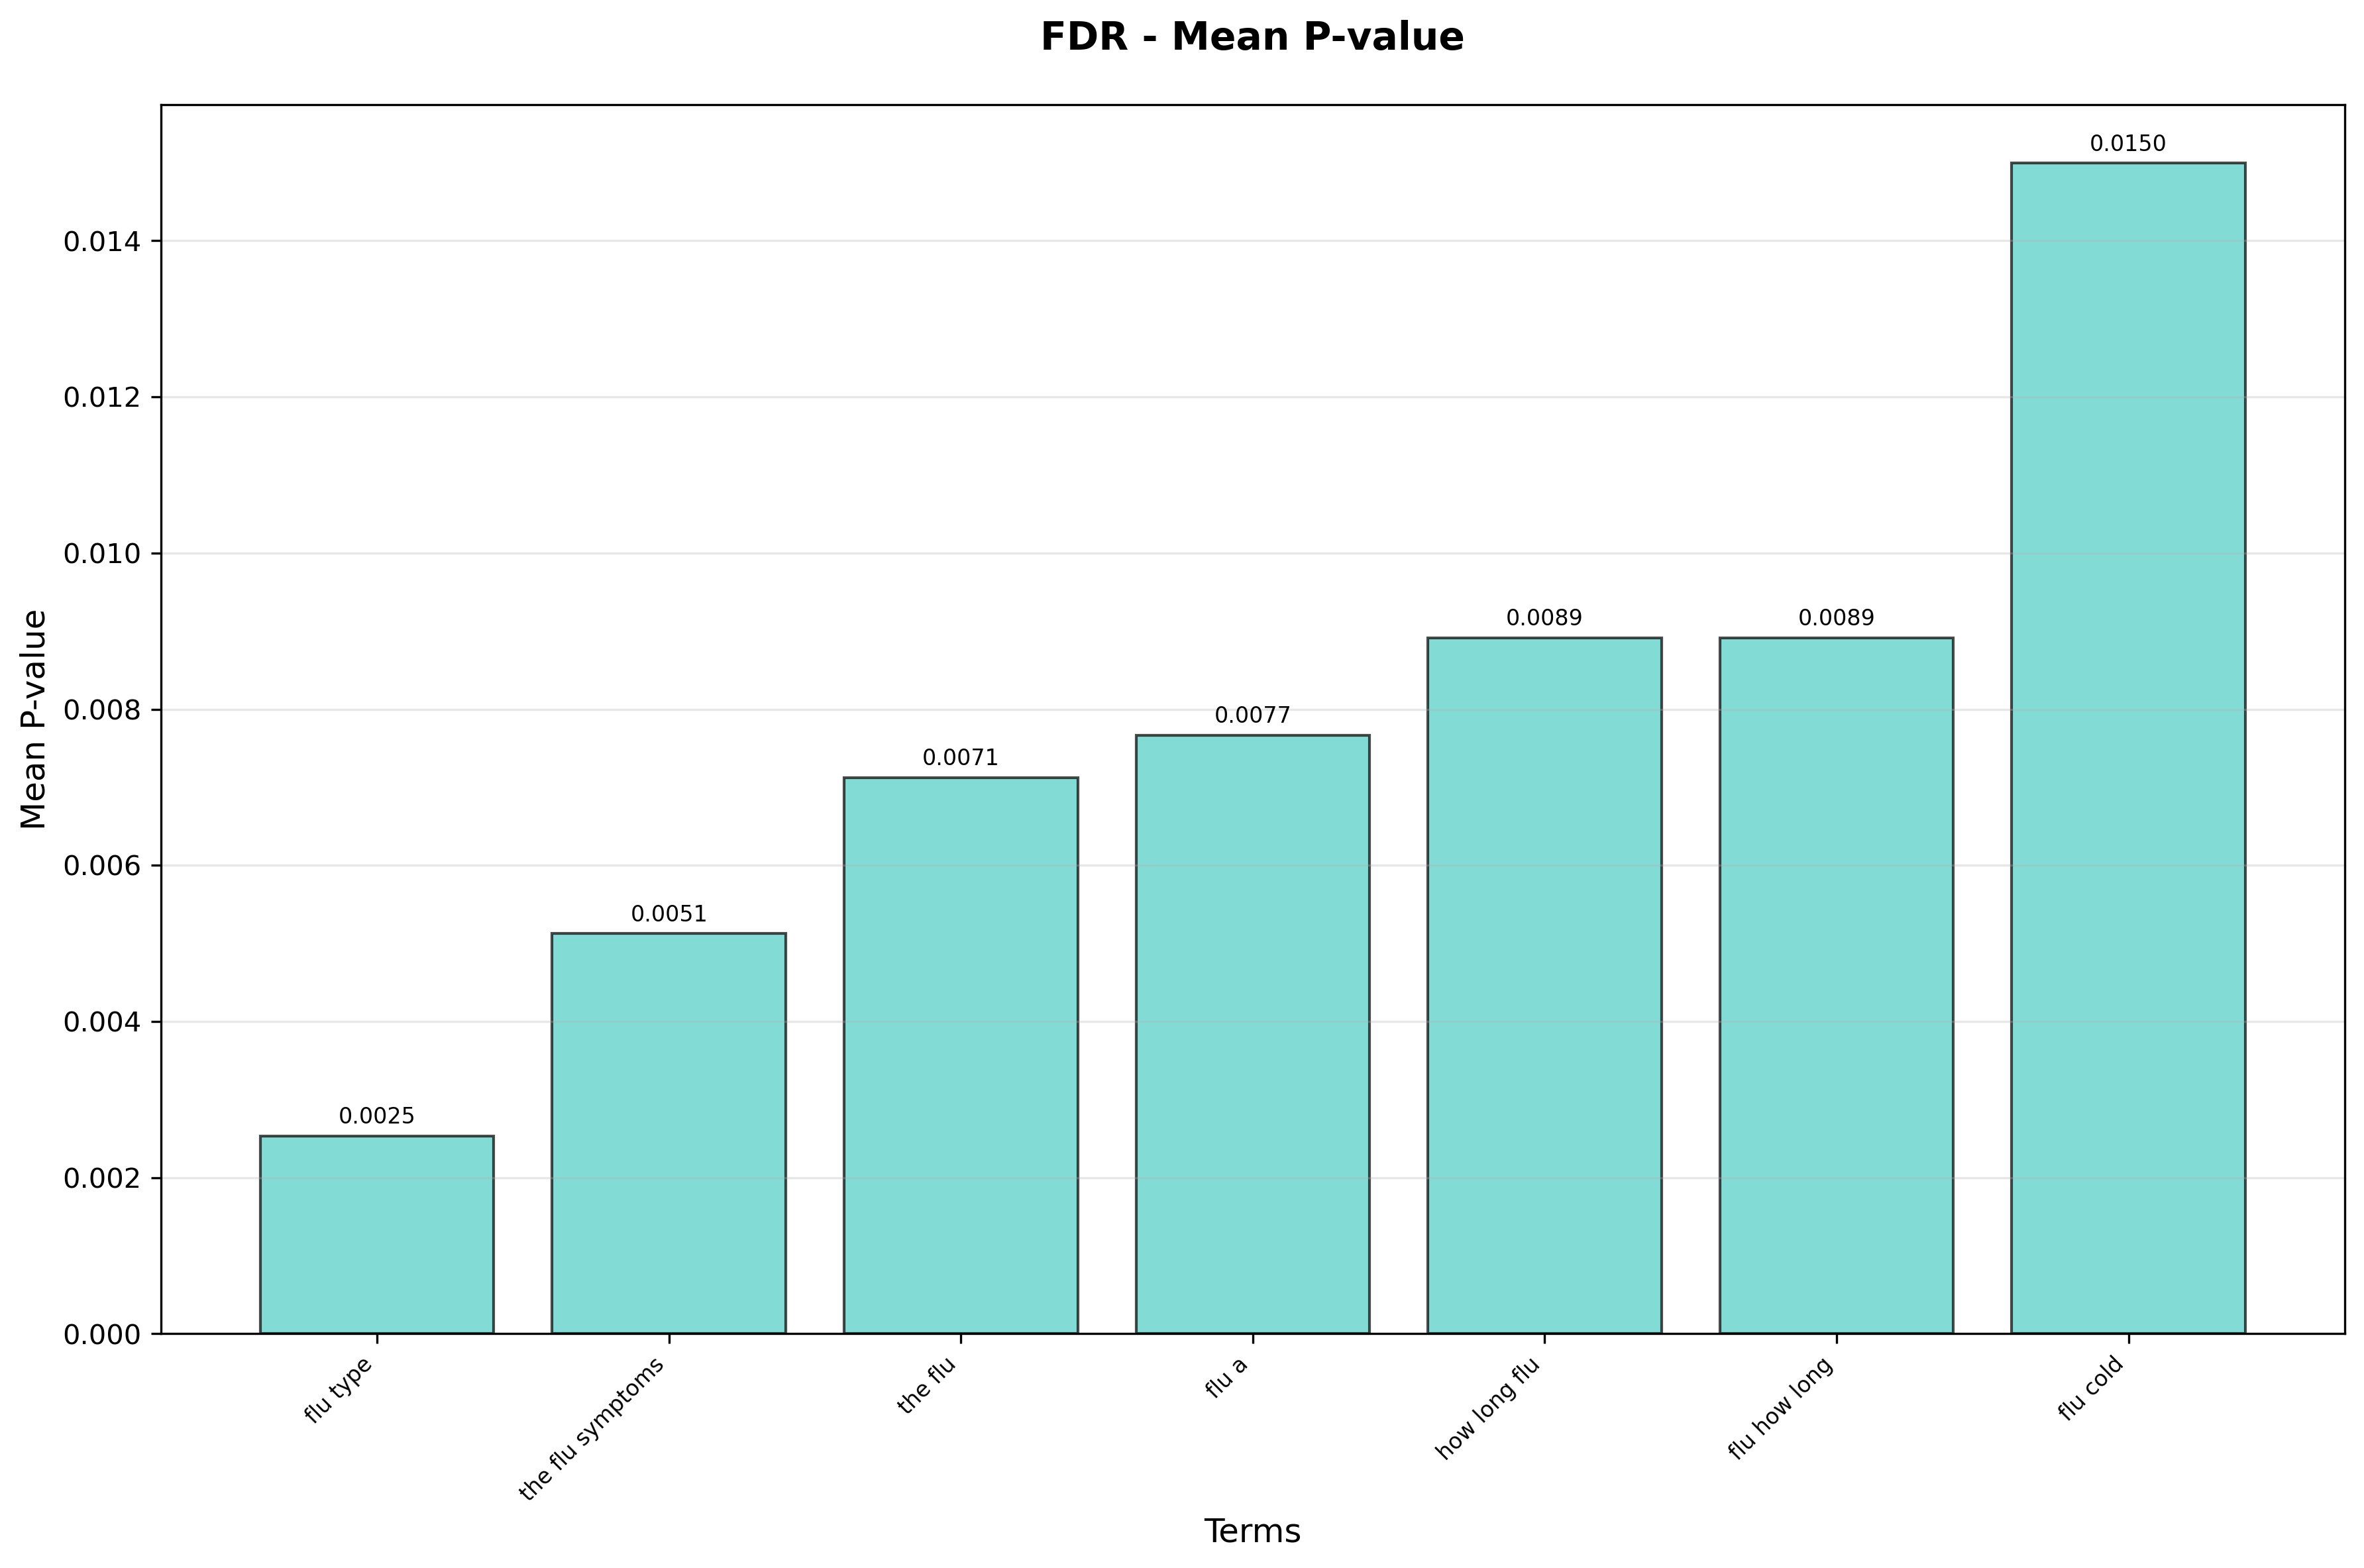 FDR - Mean P-value
Mean P-value
0.014
0.012
0.010
0.008
0.006
0.004
0.002
0.000
0.0025
0.0051
0.0071
0.0077
0.0089
0.0089
0.0150
flu type
the flu symptoms
the flu
flu a
how long flu
flu how long
flu cold
Terms